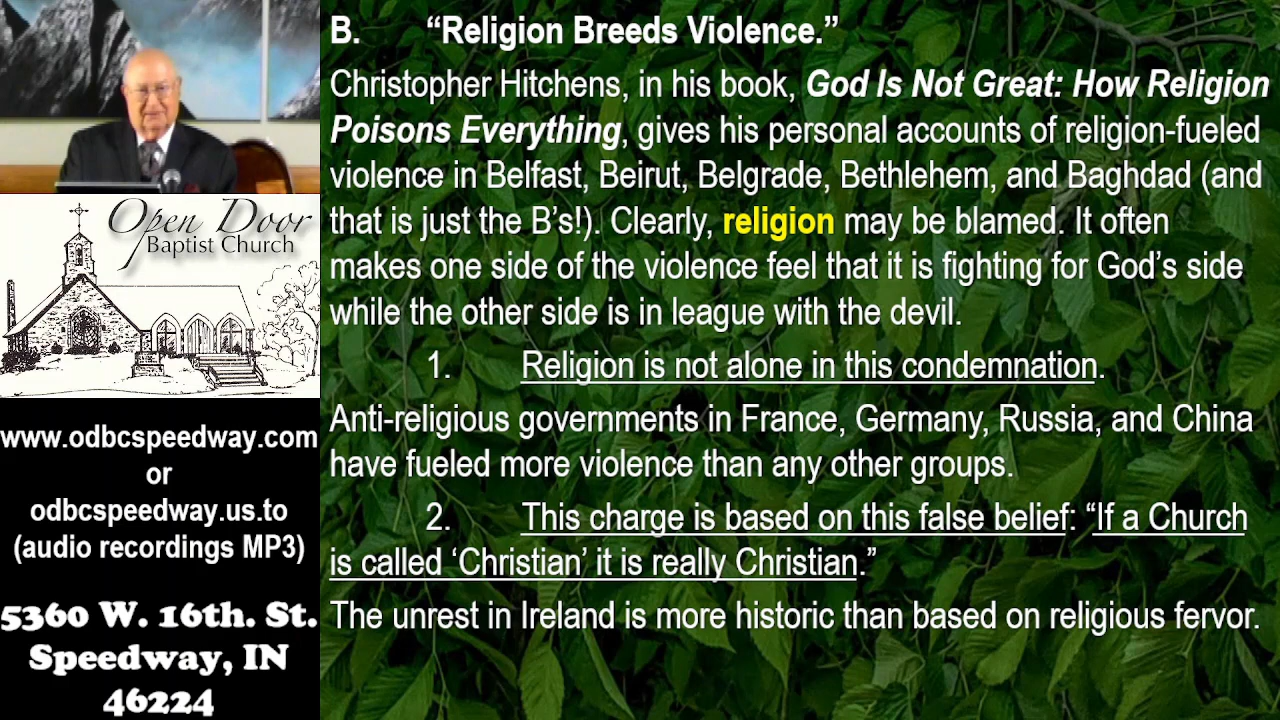 Open Door
Baptist Church
www.odbcspeedway.com
or
odbcspeedway.us.to
(audio recordings MP3)
5360 W. 16th. St.
Speedway, IN
46224
B. “Religion Breeds Violence.”
Christopher Hitchens, in his book, God Is Not Great: How Religion
Poisons Everything, gives his personal accounts of religion-fueled
violence in Belfast, Beirut, Belgrade, Bethlehem, and Baghdad (and
that is just the B’s!). Clearly, religion may be blamed. It often
makes one side of the violence feel that it is fighting for God’s side
while the other side is in league with the devil.
1. Religion is not alone in this condemnation.
Anti-religious governments in France, Germany, Russia, and China
have fueled more violence than any other groups.
2. This charge is based on this false belief: “If a Church
is called ‘Christian’ it is really Christian.”
The unrest in Ireland is more historic than based on religious fervor.